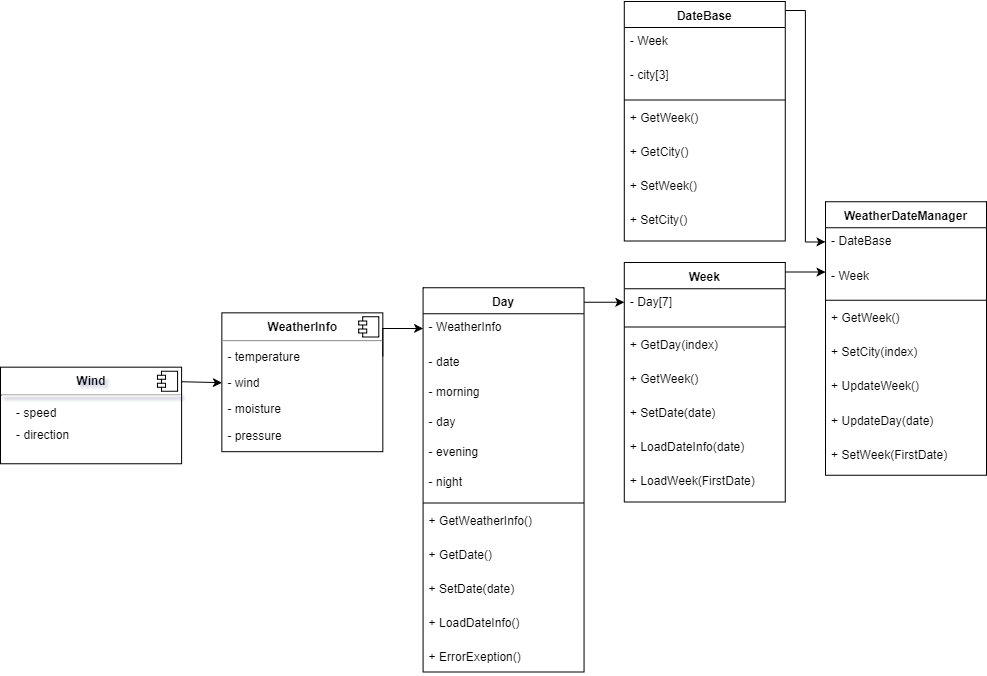 DateBase
- Week
- city[3]
+ GetWeek()
+ GetCity()
+ SetWeek()
+ SetCity()
WeatherDateManager
- DateBase
- Week
+ GetWeek()
+ SetCity(index)
+ UpdateWeek()
+ UpdateDay(date)
+ SetWeek(FirstDate)
Week
- Day[7]
+ GetDay(index)
+ GetWeek()
+ SetDate(date)
+ LoadDateInfo(date)
+ LoadWeek(FirstDate)
Day
- WeatherInfo
- date
- morning
- day
- evening
- night
+ GetWeatherInfo()
+ GetDate()
+ SetDate(date)
+ LoadDateInfo()
+ ErrorExeption()
WeatherInfo
- temperature
- wind
- moisture
- pressure
Wind
- speed
- direction